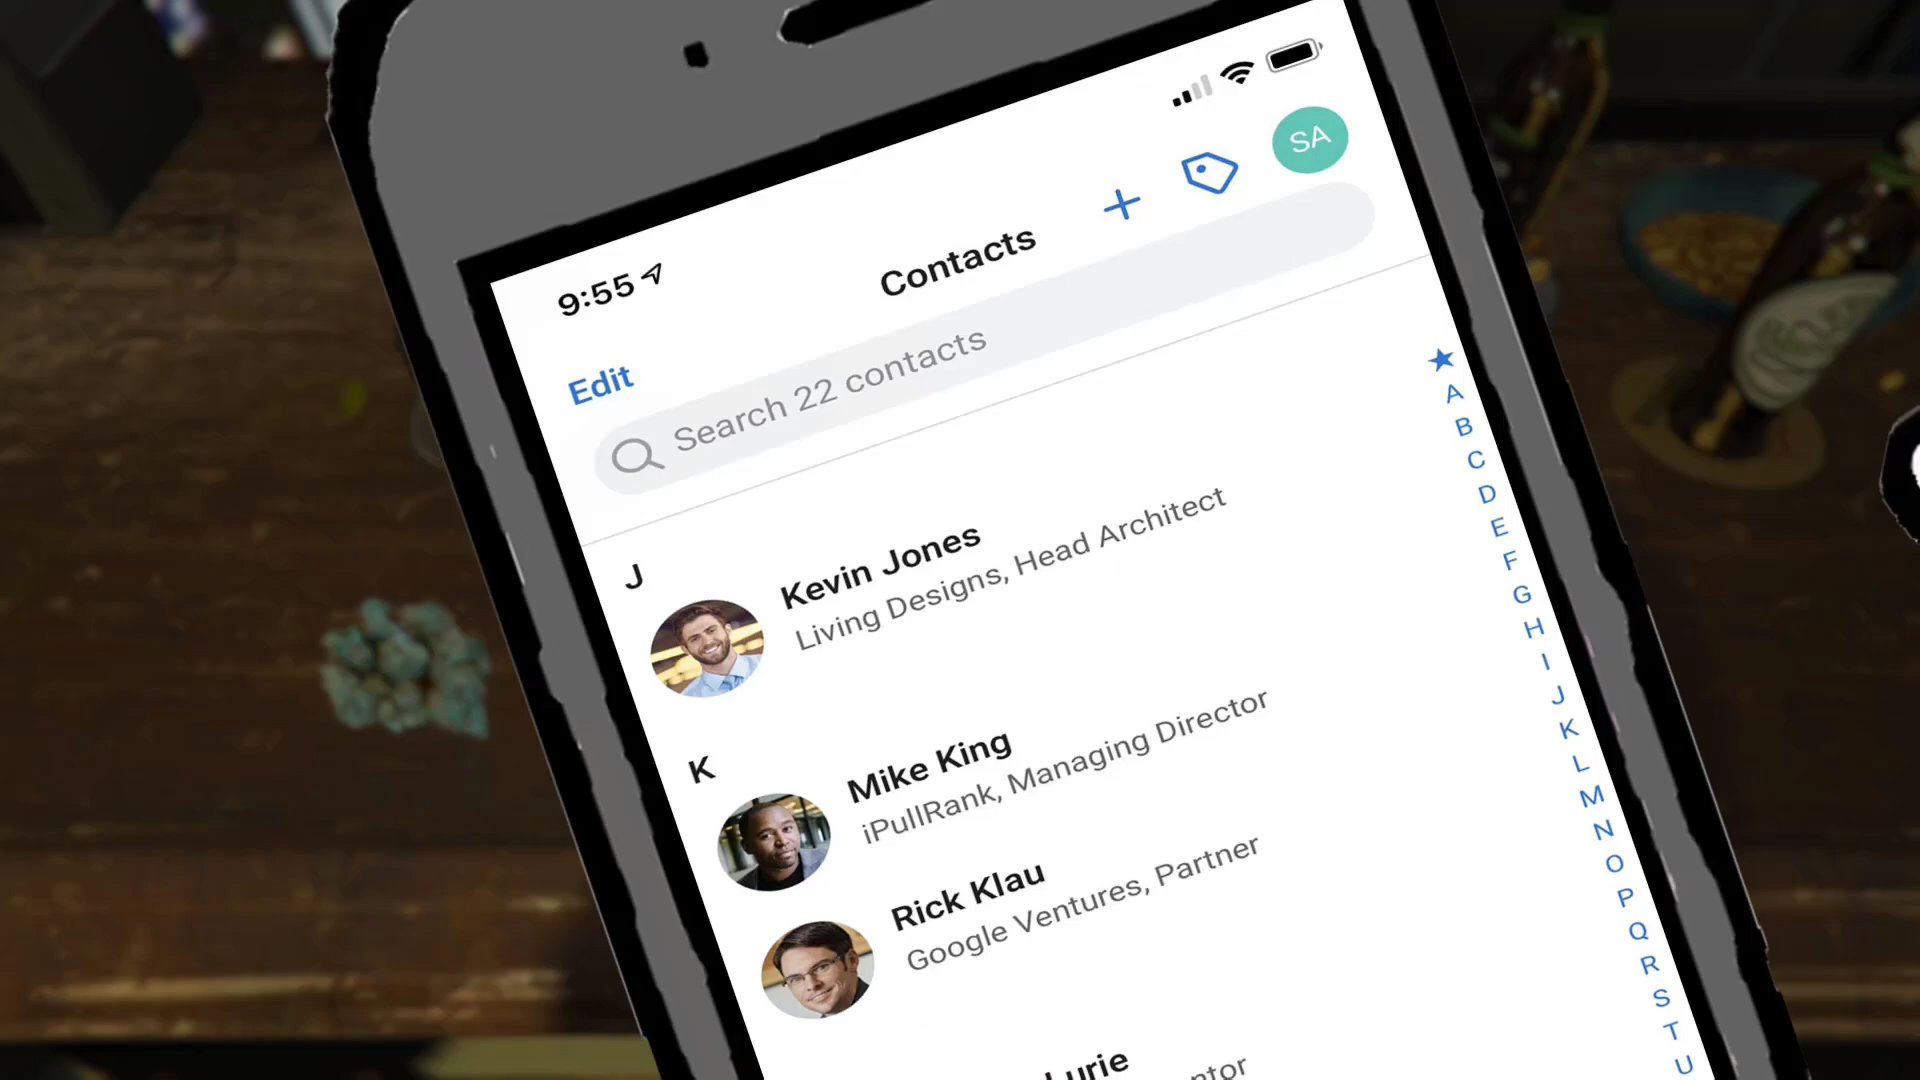 9:55
SA
Contacts
Edit
Search 22 contacts
J
Kevin Jones
Living Designs, Head Architect
K
Mike King
iPullRank, Managing Director
Rick Klau
Google Ventures, Partner
A
B
C
D
E
F
G
H
I
J
K
L
M
N
O
P
Q
R
S
T
U